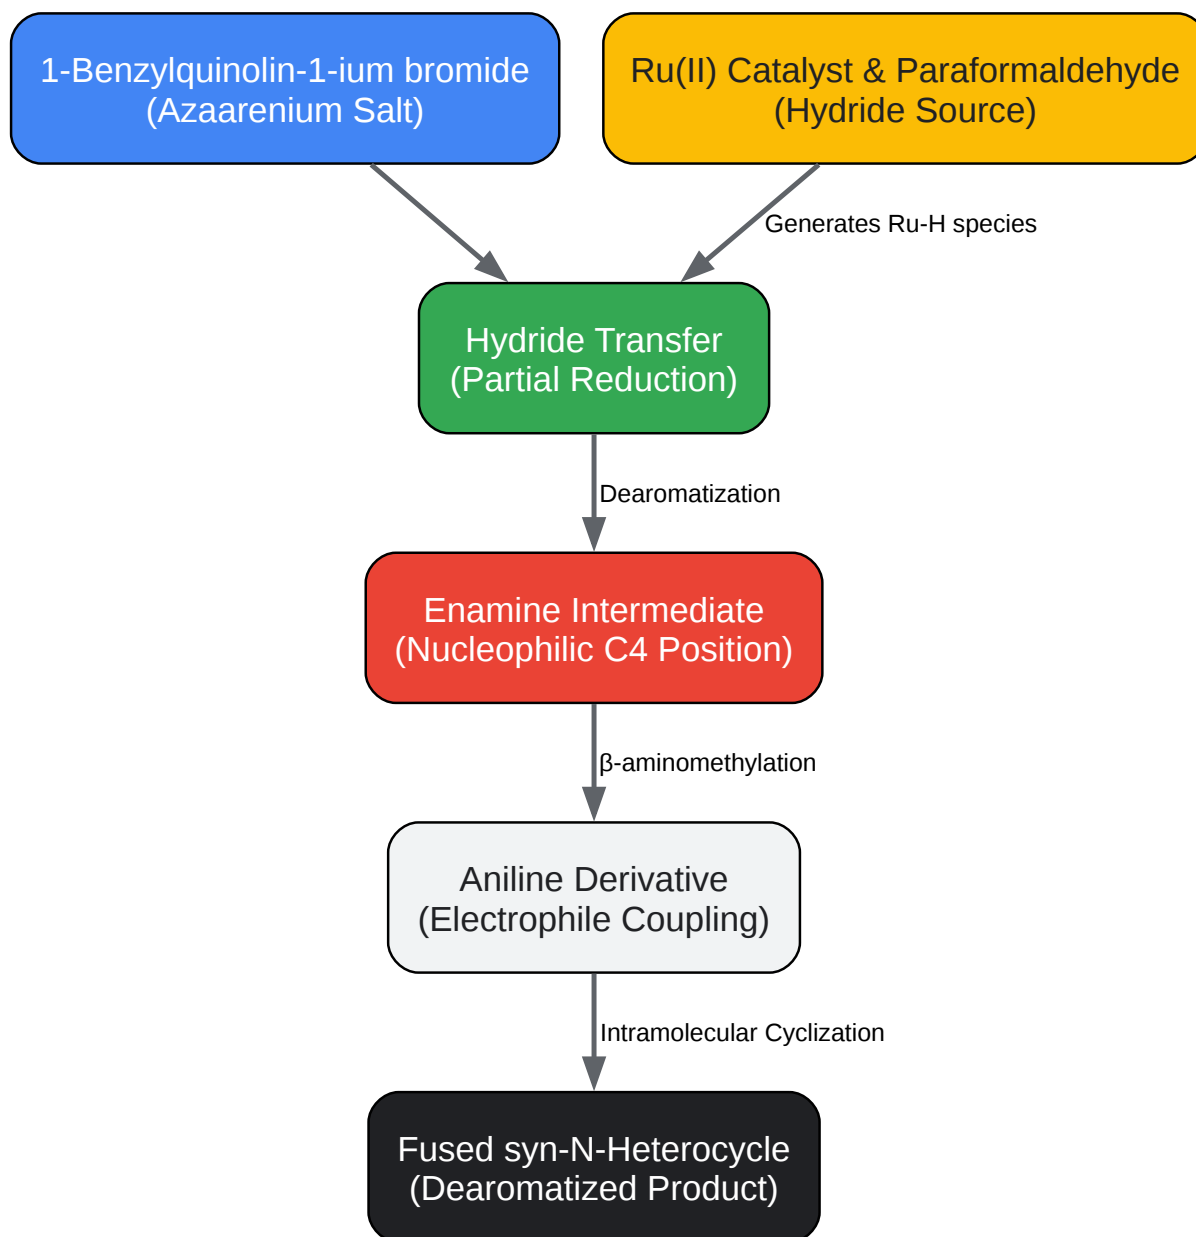 1-Benzylquinolin-1-ium bromide
(Azaarenium Salt)
Ru(II) Catalyst & Paraformaldehyde
(Hydride Source)
Generates Ru-H species
Hydride Transfer
(Partial Reduction)
Dearomatization
Enamine Intermediate
(Nucleophilic C4 Position)
β-aminomethylation
Aniline Derivative
(Electrophile Coupling)
Intramolecular Cyclization
Fused syn-N-Heterocycle
(Dearomatized Product)